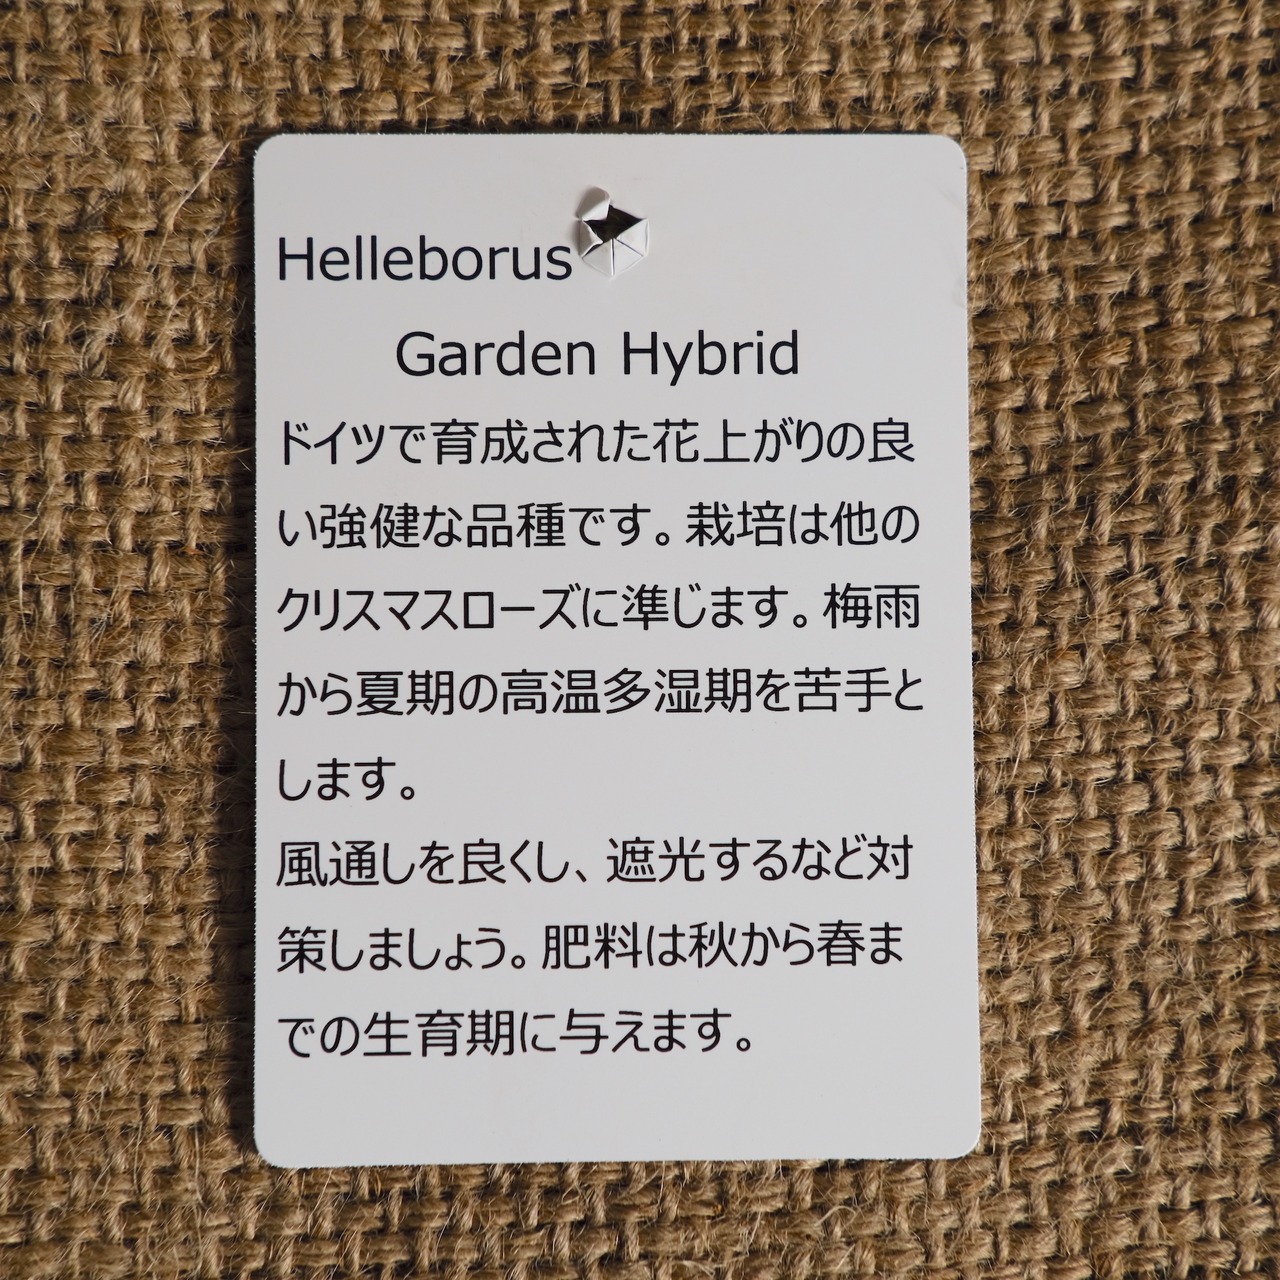 Helleborus
Garden Hybrid
ドイツで育成された花上がりの良
い強健な品種です。栽培は他の
クリスマスローズに準じます。梅雨
から夏期の高温多湿期を苦手と
します。
風通しを良くし、遮光するなど対
策しましょう。肥料は秋から春ま
での生育期に与えます。